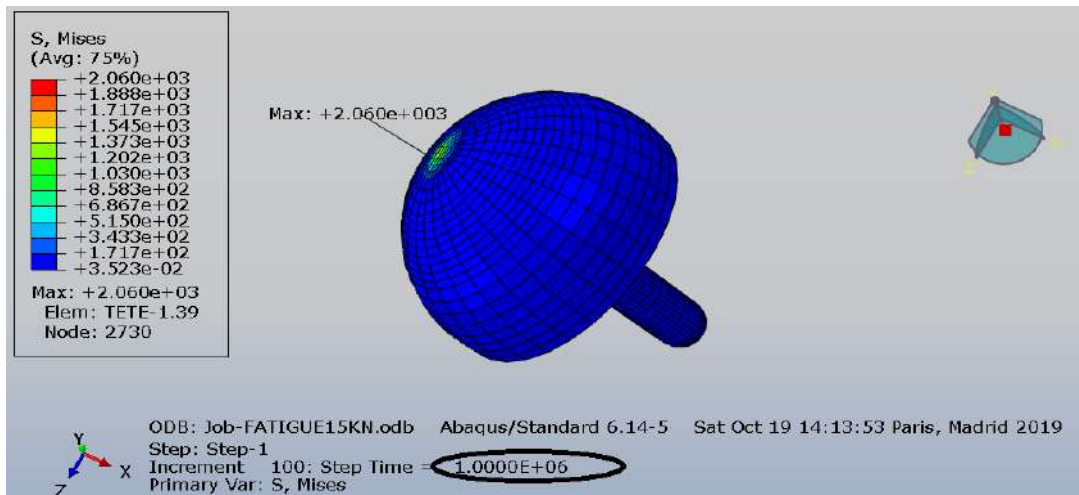 S, Mises
(Avg: 75%)
+2.060e+03
+1.888e+03
+1.717e+03
+1.545e+03
+1.373e+03
+1.202e+03
+1.030e+03
+8.583e+02
+6.867e+02
+5.150e+02
+3.433e+02
+1.717e+02
+3.523e-02
Max: +2.060e+03
Elem: TETE-1.39
Node: 2730
Max: +2.060e+003
Y
X
Z
ODB: Job-FATIGUE15KN.odb Abaqus/Standard 6.14-5 Sat Oct 19 14:13:53 Paris, Madrid 2019
Step: Step-1
Increment 100: Step Time = 1.0000E+06
Primary Var: S, Mises